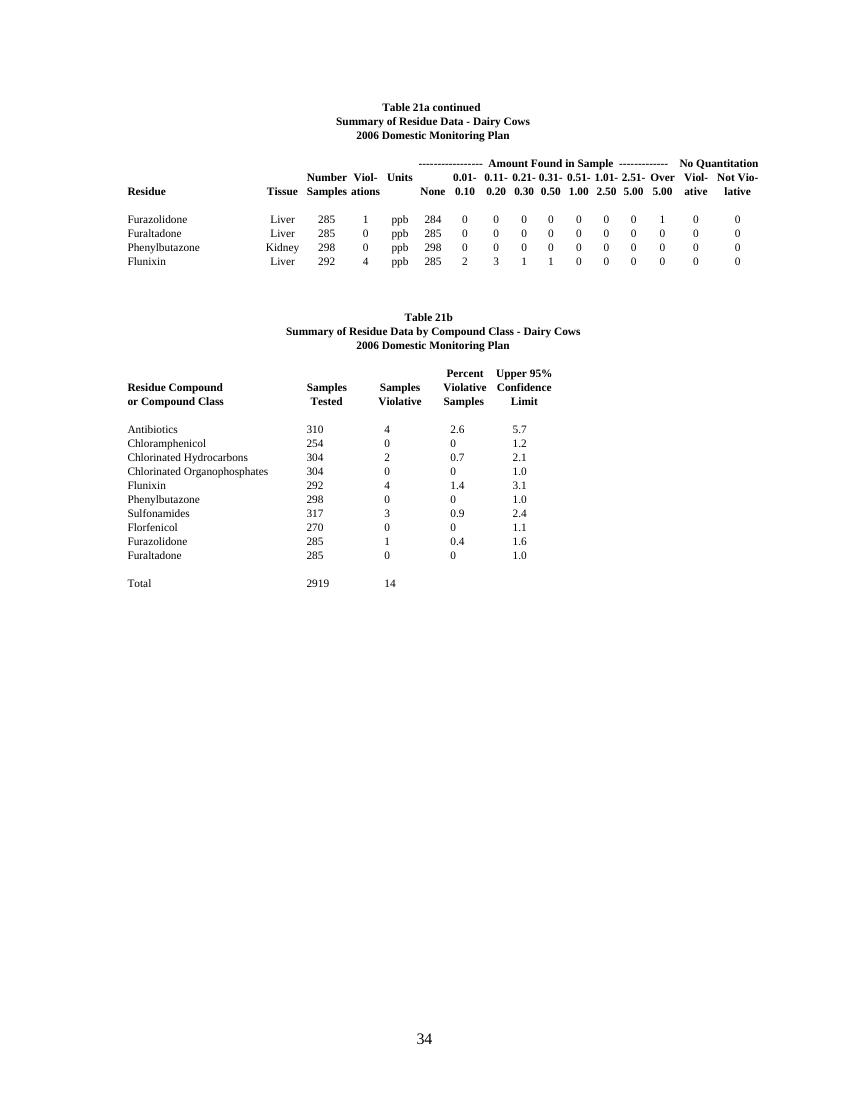 Table 21a continued
Summary of Residue Data - Dairy Cows
2006 Domestic Monitoring Plan
----------------- Amount Found in Sample ------------- No Quantitation
Number Viol- Units 0.01- 0.11- 0.21- 0.31- 0.51- 1.01- 2.51- Over Viol- Not Vio-
Residue Tissue Samples ations None 0.10 0.20 0.30 0.50 1.00 2.50 5.00 5.00 ative lative
Furazolidone Liver 285 1 ppb 284 0 0 0 0 0 0 0 1 0 0
Furaltadone Liver 285 0 ppb 285 0 0 0 0 0 0 0 0 0 0
Phenylbutazone Kidney 298 0 ppb 298 0 0 0 0 0 0 0 0 0 0
Flunixin Liver 292 4 ppb 285 2 3 1 1 0 0 0 0 0 0
Table 21b
Summary of Residue Data by Compound Class - Dairy Cows
2006 Domestic Monitoring Plan
Percent Upper 95%
Residue Compound Samples Samples Violative Confidence
or Compound Class Tested Violative Samples Limit
Antibiotics 310 4 2.6 5.7
Chloramphenicol 254 0 0 1.2
Chlorinated Hydrocarbons 304 2 0.7 2.1
Chlorinated Organophosphates 304 0 0 1.0
Flunixin 292 4 1.4 3.1
Phenylbutazone 298 0 0 1.0
Sulfonamides 317 3 0.9 2.4
Florfenicol 270 0 0 1.1
Furazolidone 285 1 0.4 1.6
Furaltadone 285 0 0 1.0
Total 2919 14
34